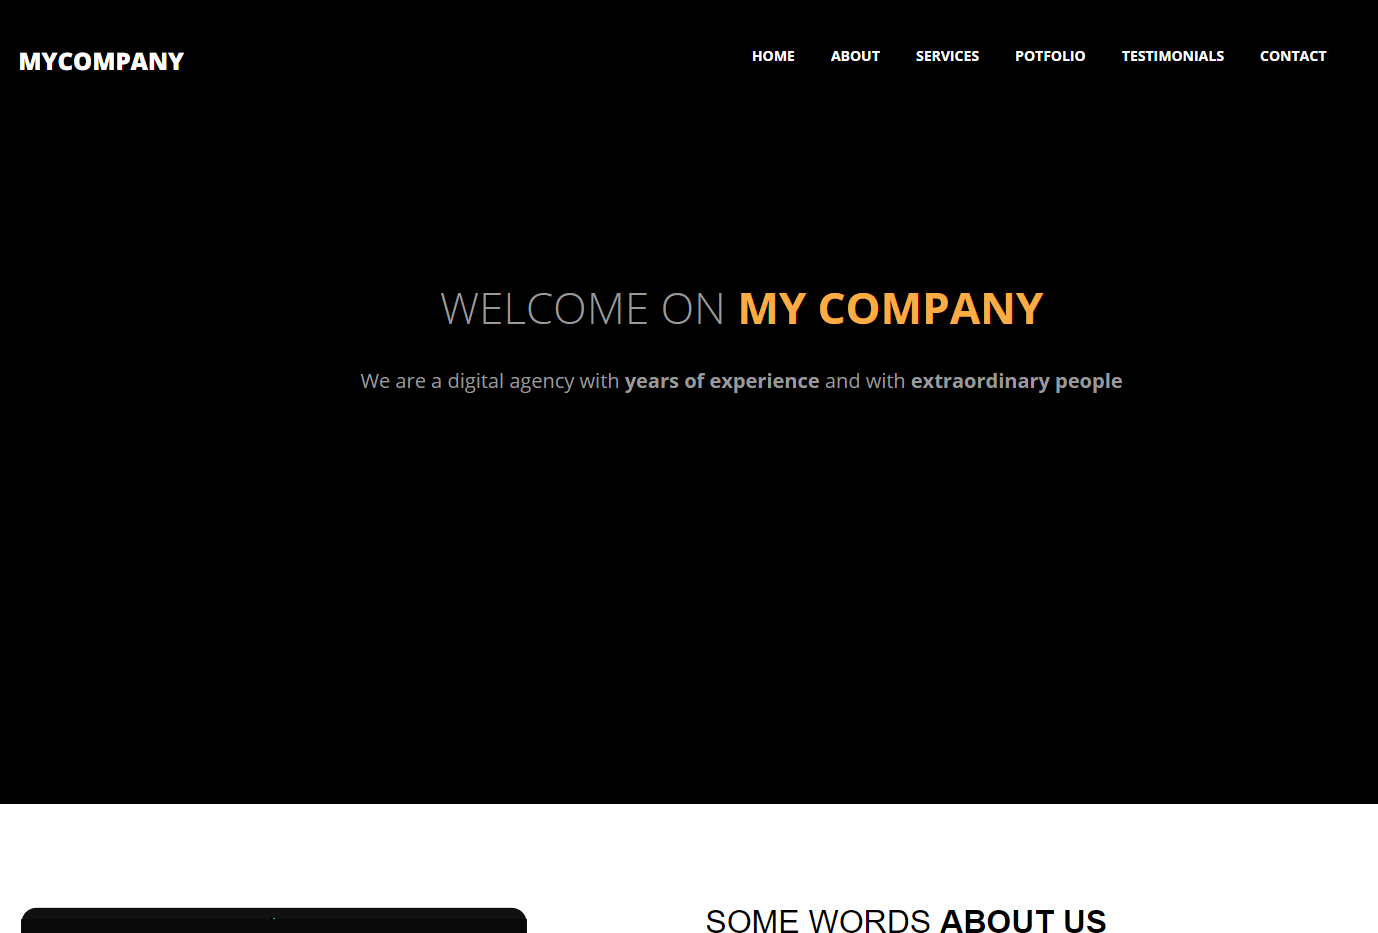 MYCOMPANY
HOME ABOUT SERVICES POTFOLIO TESTIMONIALS CONTACT
WELCOME ON MY COMPANY
We are a digital agency with years of experience and with extraordinary people
SOME WORDS ABOUT US